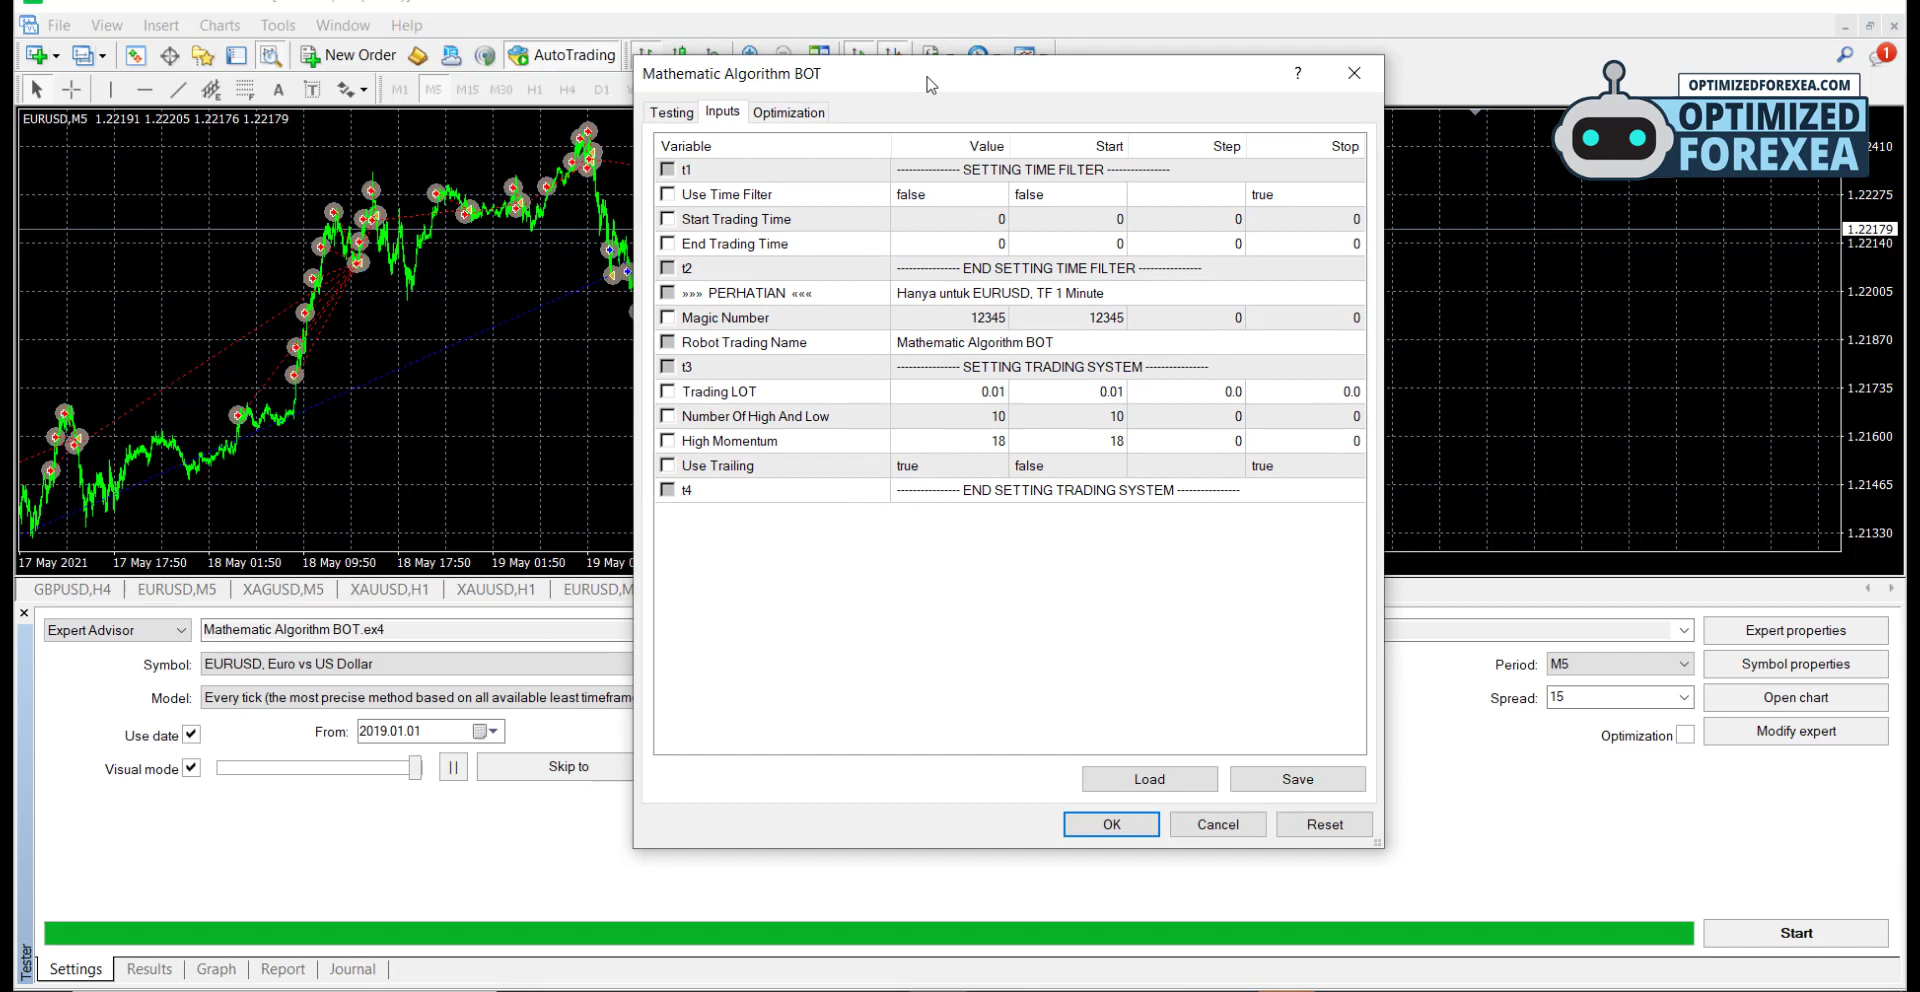 File View Insert Charts Tools Window Help
New Order AutoTrading
1
A T M1 M5 M15 M30 H1 H4 D1
EURUSD,M5 1.22191 1.22205 1.22176 1.22179
OPTIMIZEDFOREXEA.COM
OPTIMIZED
FOREXEA
1.22275
1.22179
1.22140
1.22005
1.21870
1.21735
1.21600
1.21465
1.21330
17 May 2021 17 May 17:50 18 May 01:50 18 May 09:50 18 May 17:50 19 May 01:50
GBPUSD,H4 EURUSD,M5 XAGUSD,M5 XAUUSD,H1 XAUUSD,H1
Mathematic Algorithm BOT ?
Testing Inputs Optimization
Variable Value Start Step Stop
t1 ---------------- SETTING TIME FILTER ----------------
Use Time Filter false false true
Start Trading Time 0 0 0 0
End Trading Time 0 0 0 0
t2 ---------------- END SETTING TIME FILTER ----------------
»»» PERHATIAN ««« Hanya untuk EURUSD, TF 1 Minute
Magic Number 12345 12345 0 0
Robot Trading Name Mathematic Algorithm BOT
t3 ---------------- SETTING TRADING SYSTEM ----------------
Trading LOT 0.01 0.01 0.0 0.0
Number Of High And Low 10 10 0 0
High Momentum 18 18 0 0
Use Trailing true false true
t4 ---------------- END SETTING TRADING SYSTEM ----------------
Load Save
OK Cancel Reset
Expert Advisor Mathematic Algorithm BOT.ex4 Expert properties
Symbol: EURUSD, Euro vs US Dollar Period: M5 Symbol properties
Model: Every tick (the most precise method based on all available least Spread: 15 Open chart
Use date From: 2019.01.01 Optimization Modify expert
Visual mode Skip to
Start
Tester
Settings Results Graph Report Journal